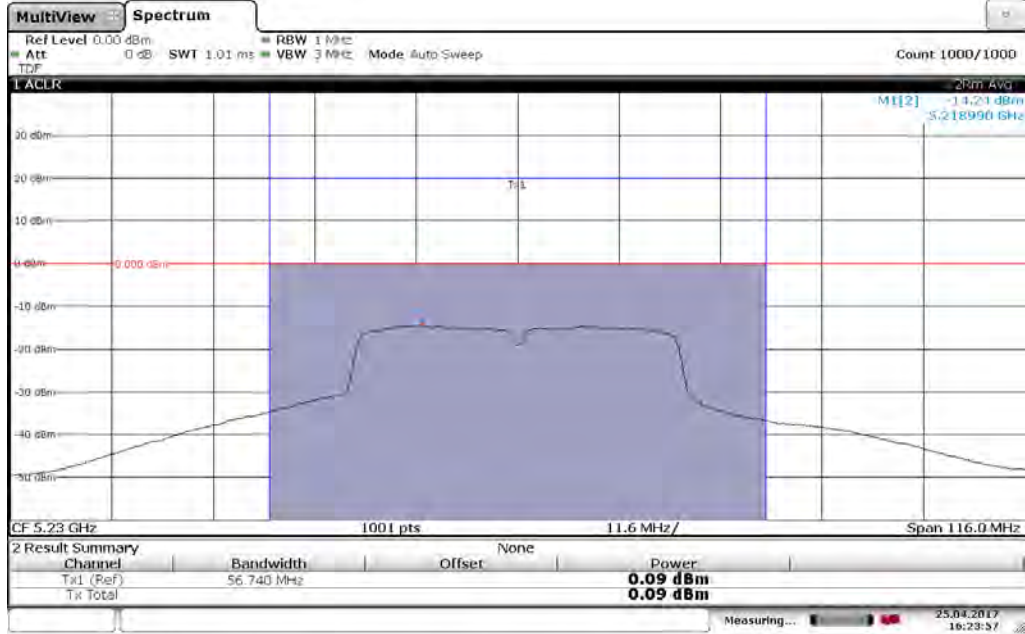 MultiView Spectrum
Ref Level 0.00 dBm RBW 1 MHz
Att 0 dB SWT 1.01 ms VBW 3 MHz Mode Auto Sweep Count 1000/1000
TDF
1 ACLR 2Rm Avg
M1[2] -14.24 dBm
5.218990 GHz
30 dBm
20 dBm
Tx1
10 dBm
0 dBm 0.000 dBm
-10 dBm
-20 dBm
-30 dBm
-40 dBm
-50 dBm
CF 5.23 GHz 1001 pts 11.6 MHz/ Span 116.0 MHz
2 Result Summary None
Channel Bandwidth Offset Power
Tx1 (Ref) 56.740 MHz 0.09 dBm
Tx Total 0.09 dBm
Measuring... 25.04.2017
16:23:57